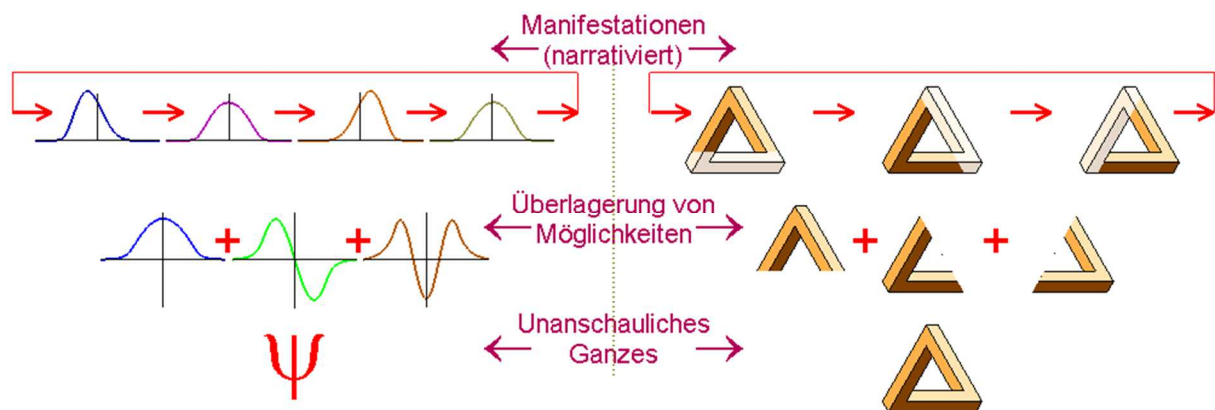 Manifestationen
(narrativiert)
Überlagerung von
Möglichkeiten
+ + + +
Unanschauliches
Ganzes
Ψ